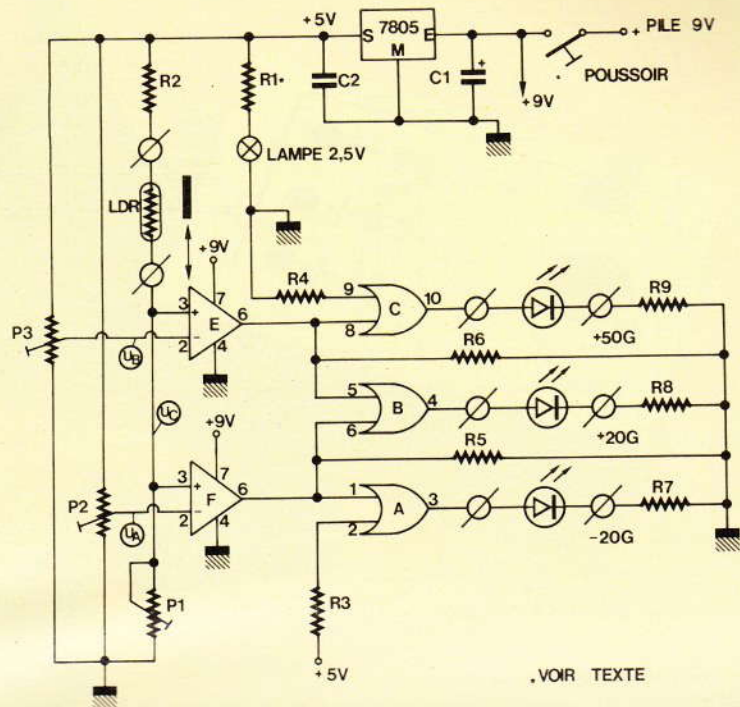 +5V
S 7805 E
M
+ PILE 9V
POUSSOIR
+9V
C2
C1 +
R2
R1.
LAMPE 2,5V
LDR
+9V
3 + E 7
2 - 4
6
R4
9
8
C
10
R9
+50G
P3
UB
R6
UC
5
6
B
4
R8
+20G
+9V
R5
P2
3 + F 7
2 - 4
6
UA
1
2
A
3
R7
-20G
P1
R3
+5V
.VOIR TEXTE